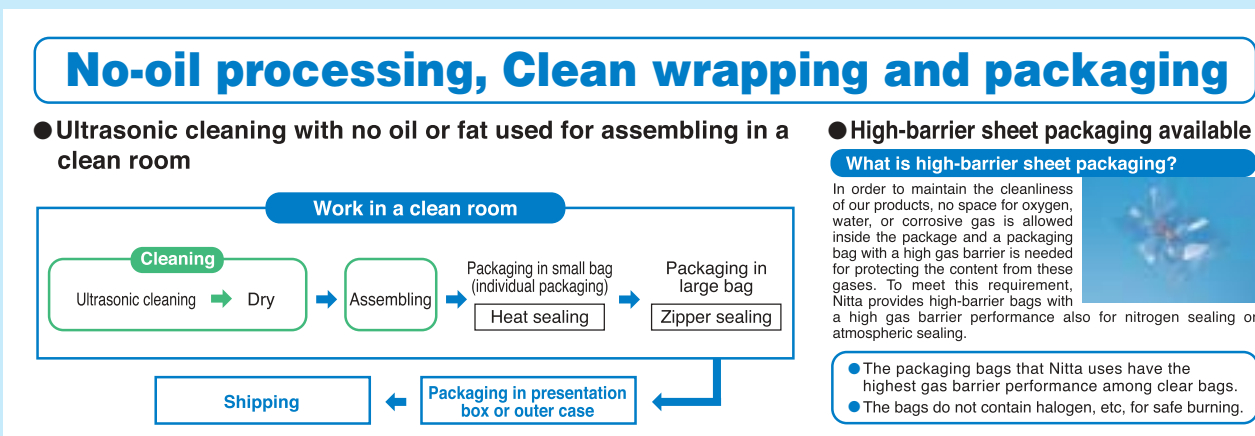 No-oil processing, Clean wrapping and packaging
●Ultrasonic cleaning with no oil or fat used for assembling in a
clean room
Work in a clean room
Cleaning
Ultrasonic cleaning
Dry
Assembling
Packaging in small bag
(individual packaging)
Heat sealing
Packaging in
large bag
Zipper sealing
Packaging in presentation
box or outer case
Shipping
●High-barrier sheet packaging available
What is high-barrier sheet packaging?
In order to maintain the cleanliness
of our products, no space for oxygen,
water, or corrosive gas is allowed
inside the package and a packaging
bag with a high gas barrier is needed
for protecting the content from these
gases. To meet this requirement,
Nitta provides high-barrier bags with
a high gas barrier performance also for nitrogen sealing or
atmospheric sealing.
●The packaging bags that Nitta uses have the
highest gas barrier performance among clear bags.
●The bags do not contain halogen, etc, for safe burning.